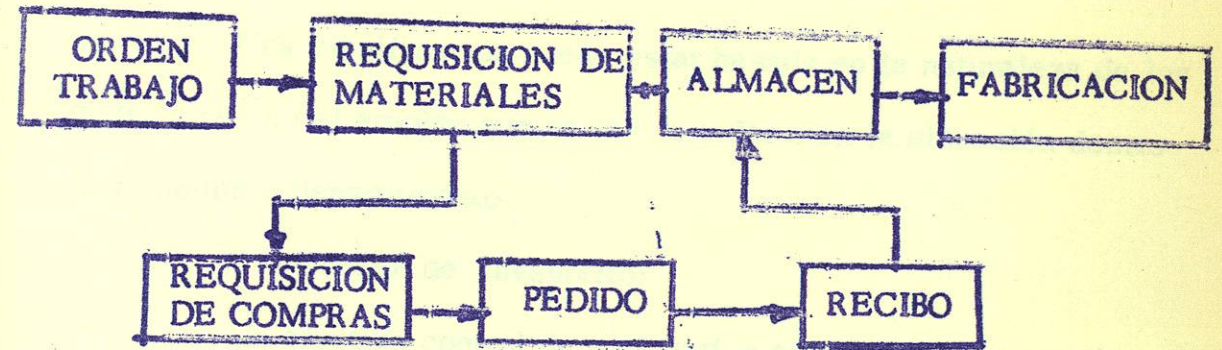 ORDEN
TRABAJO
REQUISICION DE
MATERIALES
ALMACEN
FABRICACION
REQUISICION
DE COMPRAS
PEDIDO
RECIBO